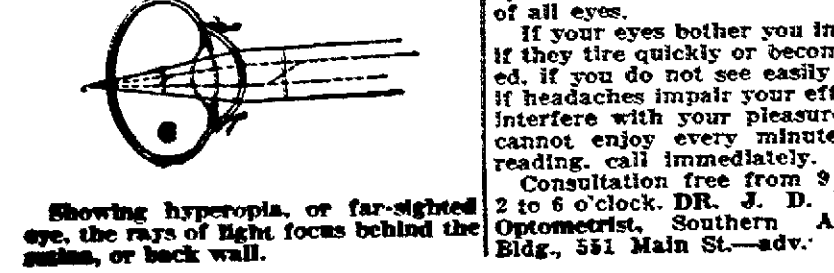 Showing hyperopia, or far-sighted
eye, the rays of light focus behind the
retina, or back wall.
of all eyes.
If your eyes bother you in
if they tire quickly or becom
ed, if you do not see easily
if headaches impair your eff
interfere with your pleasure
cannot enjoy every minute
reading, call immediately.
Consultation free from 9
2 to 6 o'clock. DR. J. D.
Optometrist, Southern A
Bldg., 551 Main St.—adv.